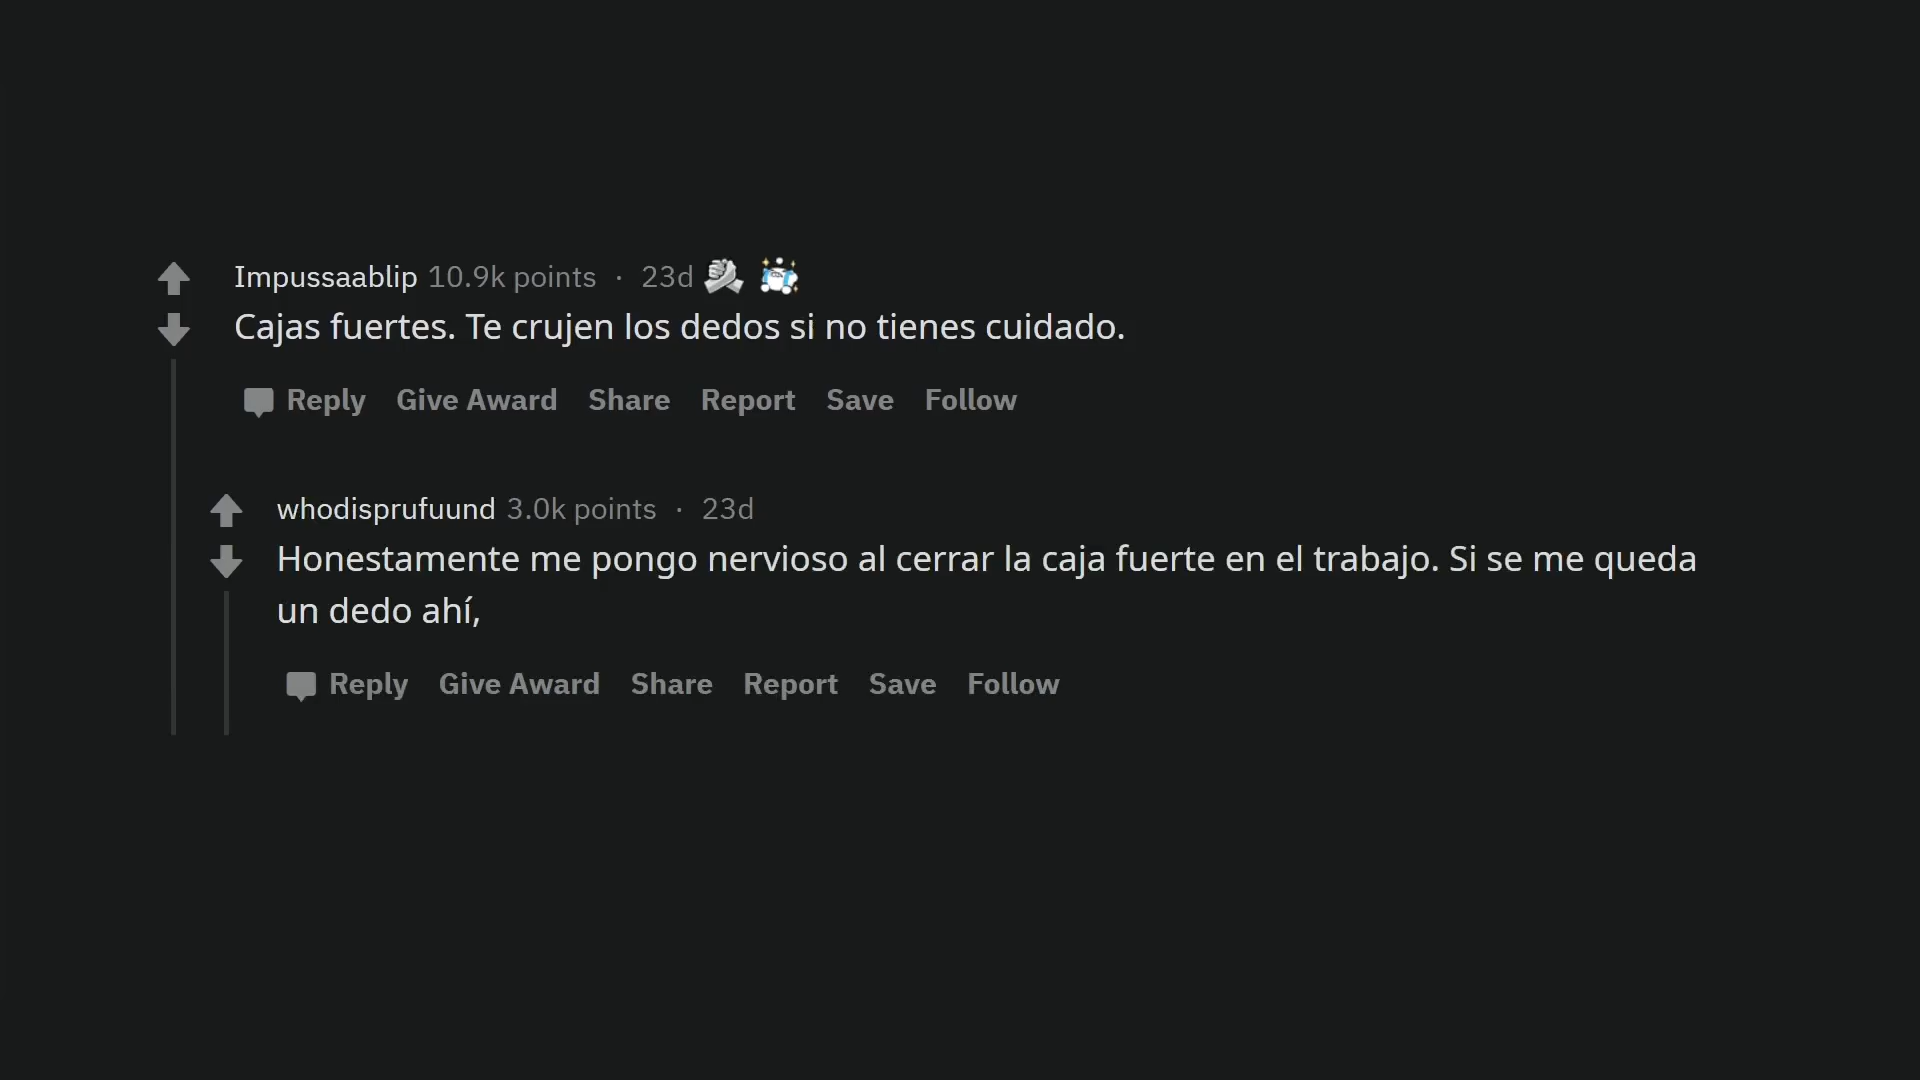 Impussaablip 10.9k points · 23d
Cajas fuertes. Te crujen los dedos si no tienes cuidado.
Reply Give Award Share Report Save Follow
whodisprufuund 3.0k points · 23d
Honestamente me pongo nervioso al cerrar la caja fuerte en el trabajo. Si se me queda
un dedo ahí,
Reply Give Award Share Report Save Follow